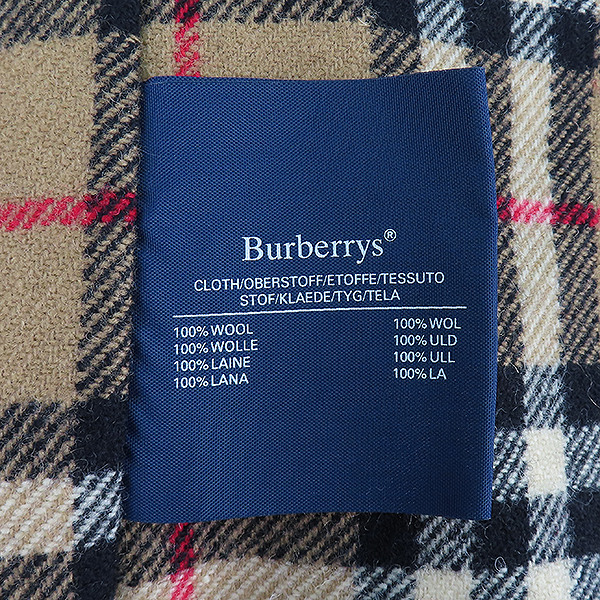 Burberrys®
CLOTH/OBERSTOFF/ETOFFE/TESSUTO
STOF/KLAEDE/TYG/TELA
100% WOOL
100% WOLLE
100% LAINE
100% LANA
100% WOL
100% ULD
100% ULL
100% LA